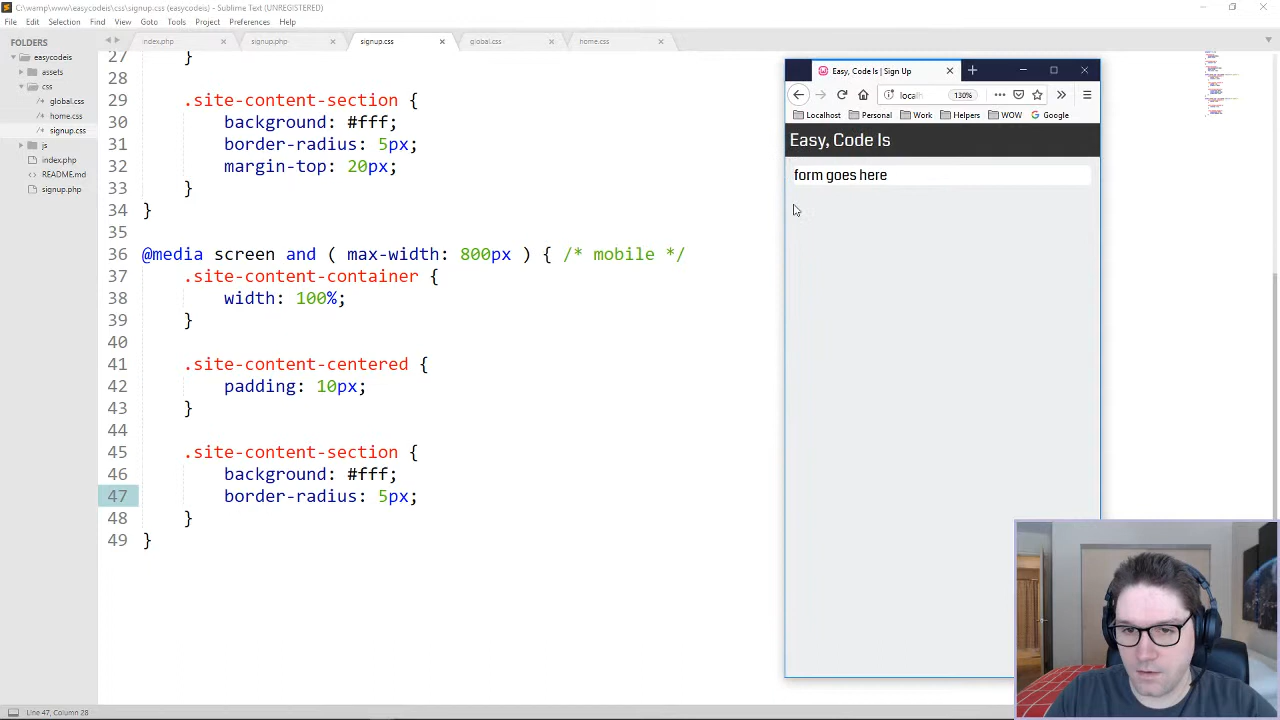 C:\wamp\www\easycodeis\css\signup.css (easycodeis) - Sublime Text (UNREGISTERED)
File Edit Selection Find View Goto Tools Project Preferences Help
FOLDERS
easycodeis
assets
css
global.css
home.css
signup.css
js
index.php
README.md
signup.php
index.php
signup.php
signup.css
global.css
home.css
27 }
28
29 .site-content-section {
30 background: #fff;
31 border-radius: 5px;
32 margin-top: 20px;
33 }
34 }
35
36 @media screen and ( max-width: 800px ) { /* mobile */
37 .site-content-container {
38 width: 100%;
39 }
40
41 .site-content-centered {
42 padding: 10px;
43 }
44
45 .site-content-section {
46 background: #fff;
47 border-radius: 5px;
48 }
49 }
Easy, Code Is | Sign Up
localh 130%
Localhost Personal Work Helpers WOW Google
Easy, Code Is
form goes here
Line 47, Column 28